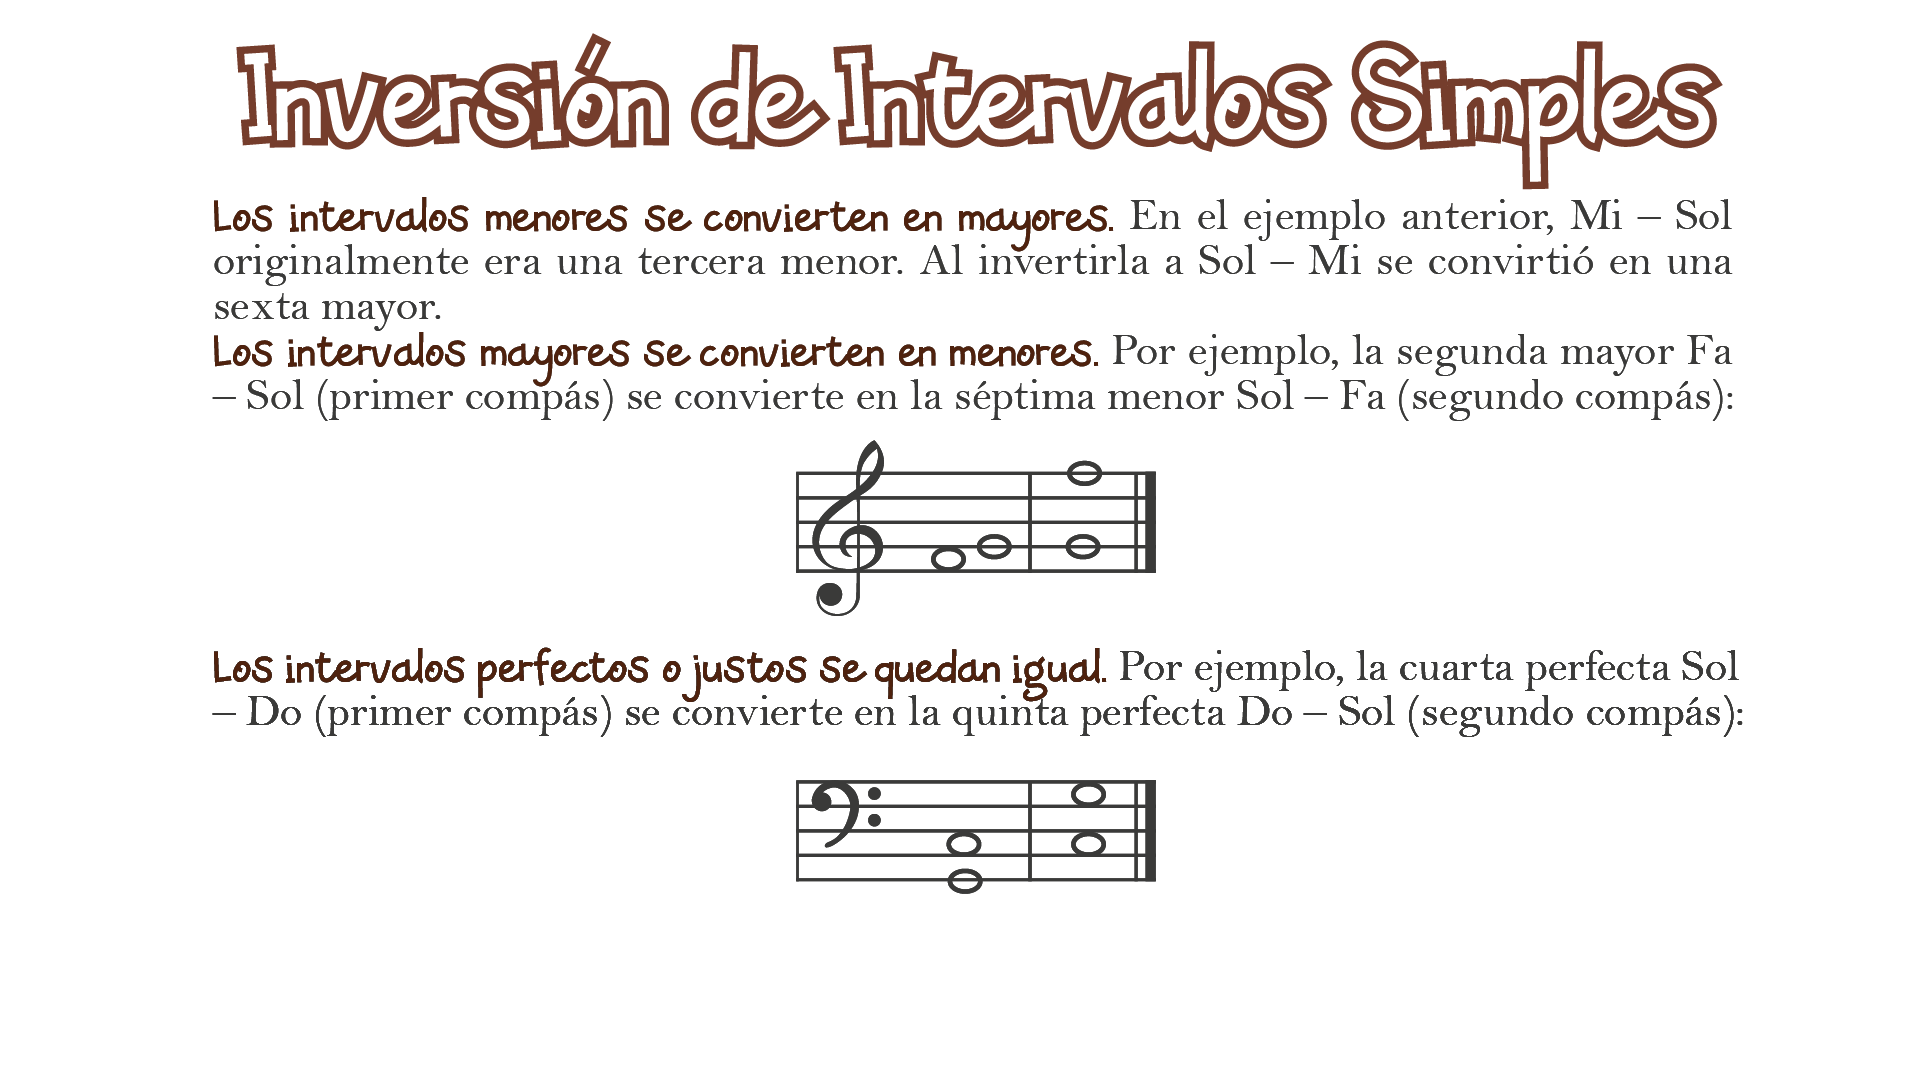 Inversión de Intervalos Simples
Los intervalos menores se convierten en mayores. En el ejemplo anterior, Mi – Sol
originalmente era una tercera menor. Al invertirla a Sol – Mi se convirtió en una
sexta mayor.
Los intervalos mayores se convierten en menores. Por ejemplo, la segunda mayor Fa
– Sol (primer compás) se convierte en la séptima menor Sol – Fa (segundo compás):
Los intervalos perfectos o justos se quedan igual. Por ejemplo, la cuarta perfecta Sol
– Do (primer compás) se convierte en la quinta perfecta Do – Sol (segundo compás):